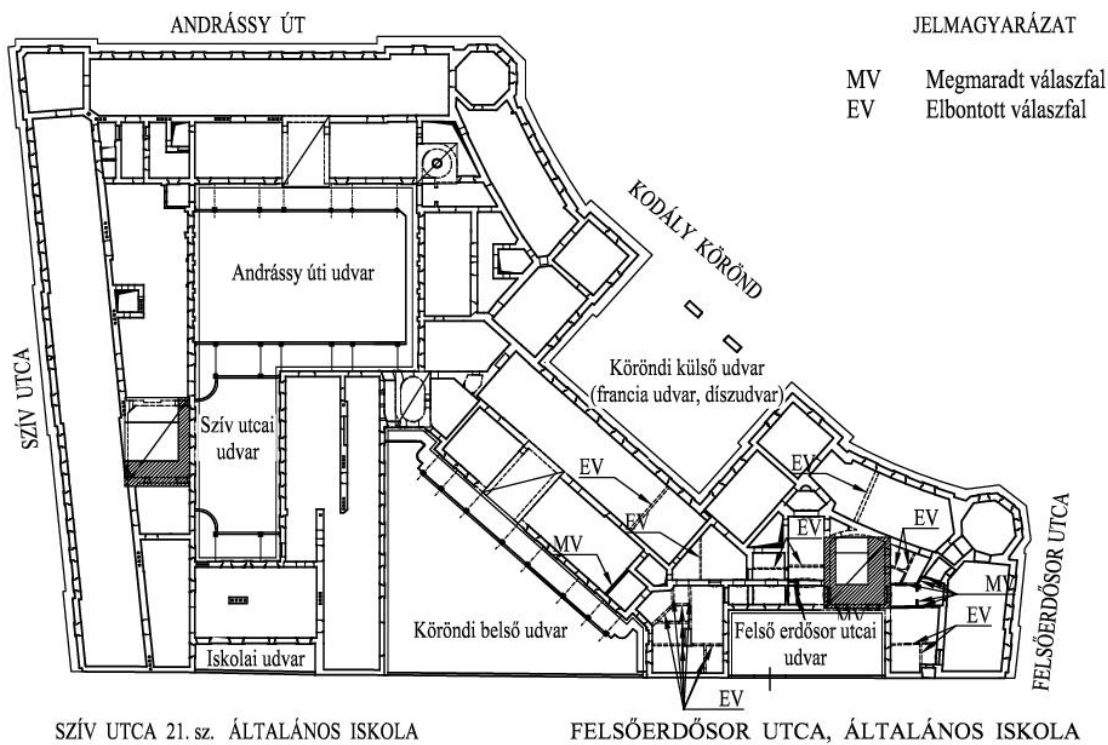 ANDRÁSSY ÚT
JELMAGYARÁZAT
MV Megmaradt válaszfal
EV Elbontott válaszfal
KODÁLY KÖRÖND
Andrássy úti udvar
SZÍV UTCA
Köröndi külső udvar
(francia udvar, díszudvar)
Szív utcai
udvar
EV
EV
EV
EV
EV
MV
MV
MV
EV
FELSŐERDŐSOR UTCA
Köröndi belső udvar
Felső erdősor utcai
udvar
Iskolai udvar
EV
SZÍV UTCA 21. sz. ÁLTALÁNOS ISKOLA
FELSŐERDŐSOR UTCA, ÁLTALÁNOS ISKOLA